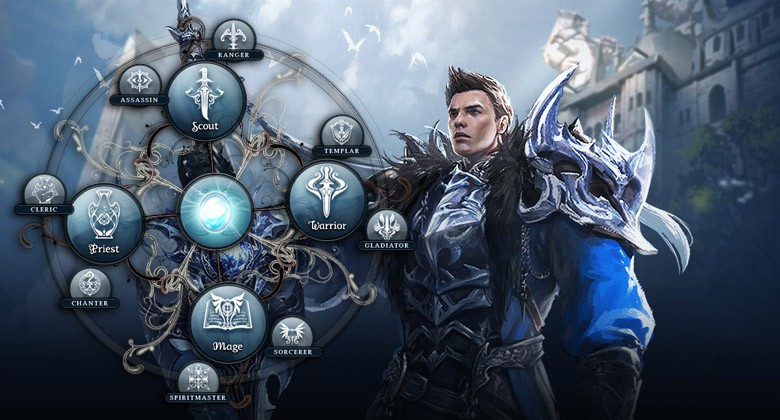 RANGER
ASSASSIN
Scout
TEMPLAR
CLERIC
Priest
Warrior
GLADIATOR
CHANTER
Mage
SORCERER
SPIRITMASTER